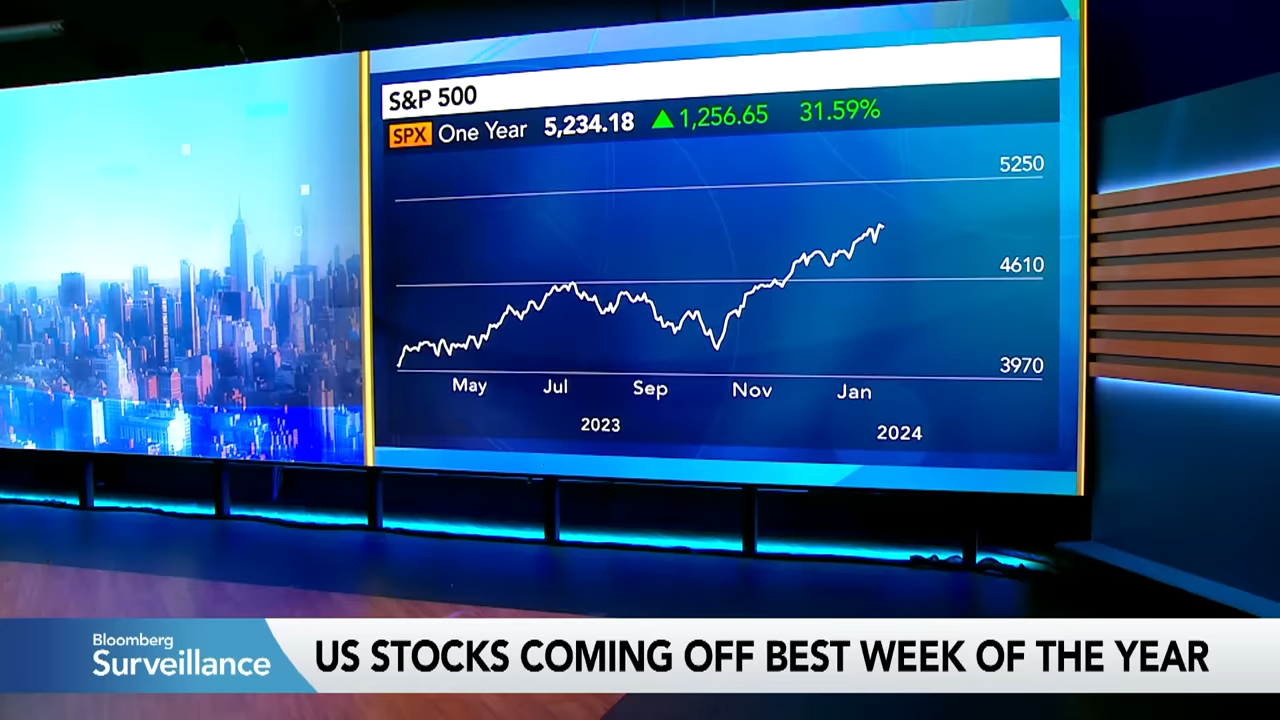 S&P 500
SPX One Year 5,234.18 ▲1,256.65 31.59%
5250
4610
3970
May Jul Sep Nov Jan
2023 2024
Bloomberg
Surveillance
US STOCKS COMING OFF BEST WEEK OF THE YEAR